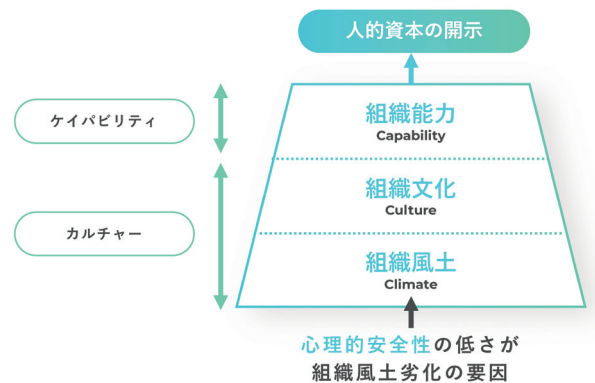 人的資本の開示
ケイパビリティ
組織能力
Capability
組織文化
Culture
カルチャー
組織風土
Climate
心理的安全性の低さが
組織風土劣化の要因